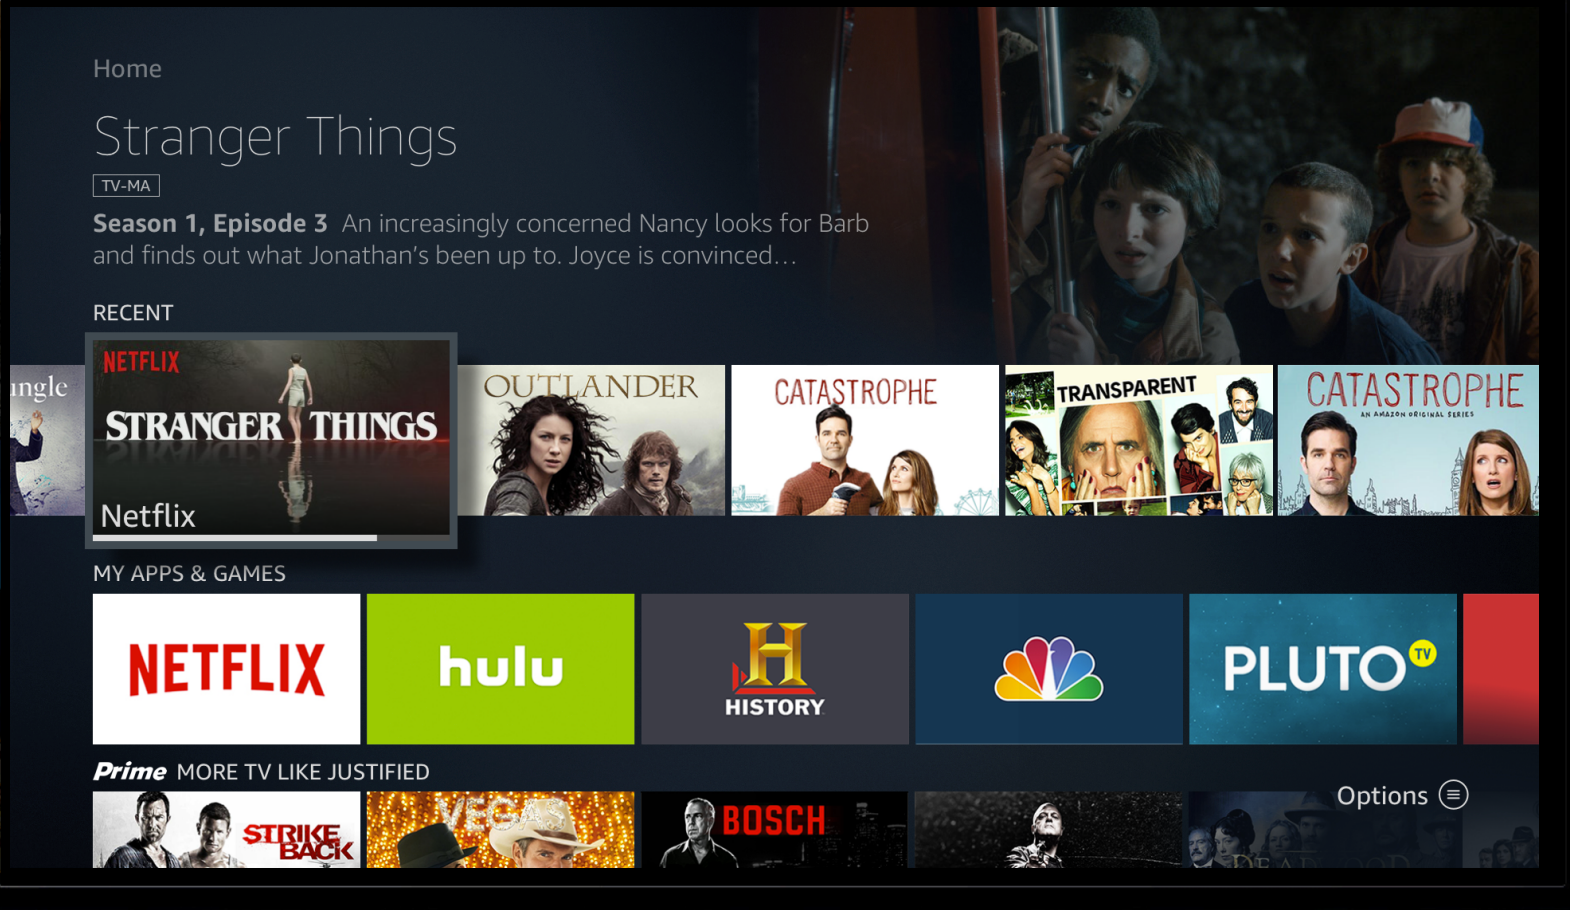 Home
Stranger Things
TV-MA
Season 1, Episode 3 An increasingly concerned Nancy looks for Barb
and finds out what Jonathan's been up to. Joyce is convinced...
RECENT
ngle
NETFLIX
STRANGER THINGS
Netflix
OUTLANDER
CATASTROPHE
TRANSPARENT
CATASTROPHE
AN AMAZON ORIGINAL SERIES
MY APPS & GAMES
NETFLIX
hulu
H
HISTORY
PLUTO TV
Prime MORE TV LIKE JUSTIFIED
Options
STRIKE
BACK
VEGAS
BOSCH
DEADWOOD